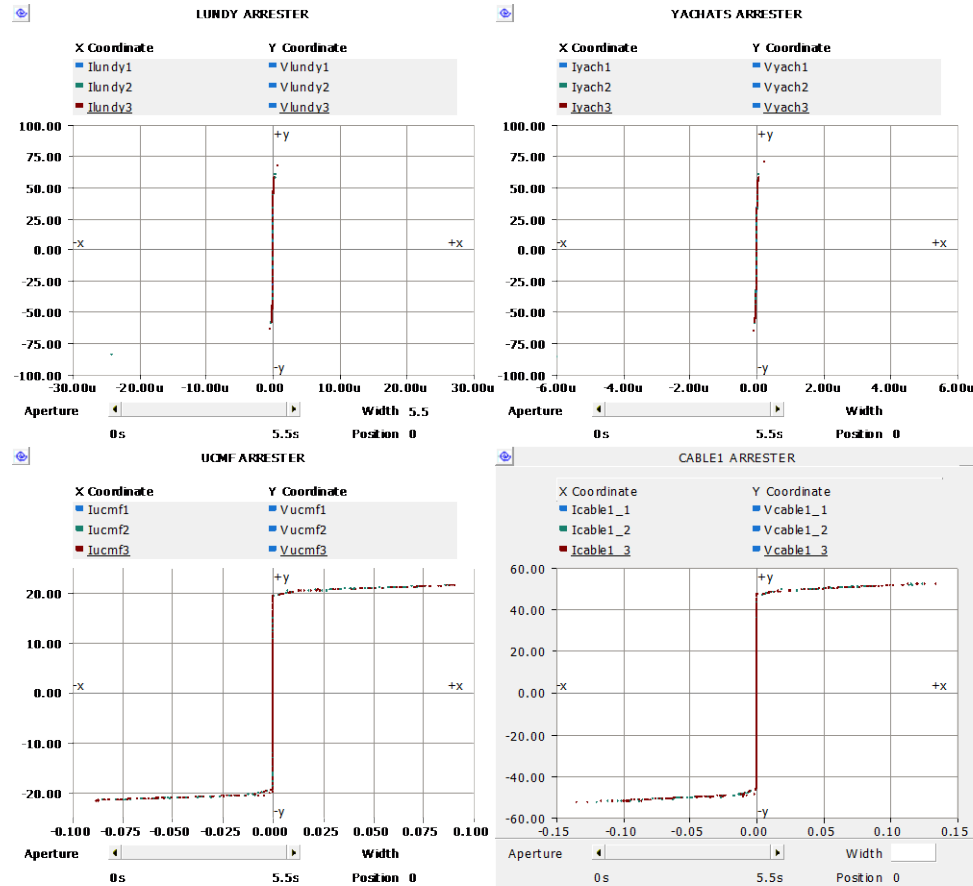 LUNDY ARRESTER
X Coordinate Y Coordinate
Ilundy1 Vlundy1
Ilundy2 Vlundy2
Ilundy3 Vlundy3
100.00
+y
75.00
50.00
25.00
0.00 -x +x
-25.00
-50.00
-75.00
-100.00 -y
-30.00u -20.00u -10.00u 0.00 10.00u 20.00u 30.00u
Aperture Width 5.5
0s 5.5s Position 0
YACHATS ARRESTER
X Coordinate Y Coordinate
Iyach1 Vyach1
Iyach2 Vyach2
Iyach3 Vyach3
100.00
+y
75.00
50.00
25.00
0.00 -x +x
-25.00
-50.00
-75.00
-100.00 -y
-6.00u -4.00u -2.00u 0.00 2.00u 4.00u 6.00u
Aperture Width
0s 5.5s Position 0
UCMF ARRESTER
X Coordinate Y Coordinate
Iucmf1 Vucmf1
Iucmf2 Vucmf2
Iucmf3 Vucmf3
+y
20.00
10.00
0.00 -x +x
-10.00
-20.00
-y
-0.100 -0.075 -0.050 -0.025 0.000 0.025 0.050 0.075 0.100
Aperture Width
0s 5.5s Position 0
CABLE1 ARRESTER
X Coordinate Y Coordinate
Icable1_1 Vcable1_1
Icable1_2 Vcable1_2
Icable1_3 Vcable1_3
60.00
+y
40.00
20.00
0.00 -x +x
-20.00
-40.00
-60.00 -y
-0.15 -0.10 -0.05 0.00 0.05 0.10 0.15
Aperture Width
0s 5.5s Position 0